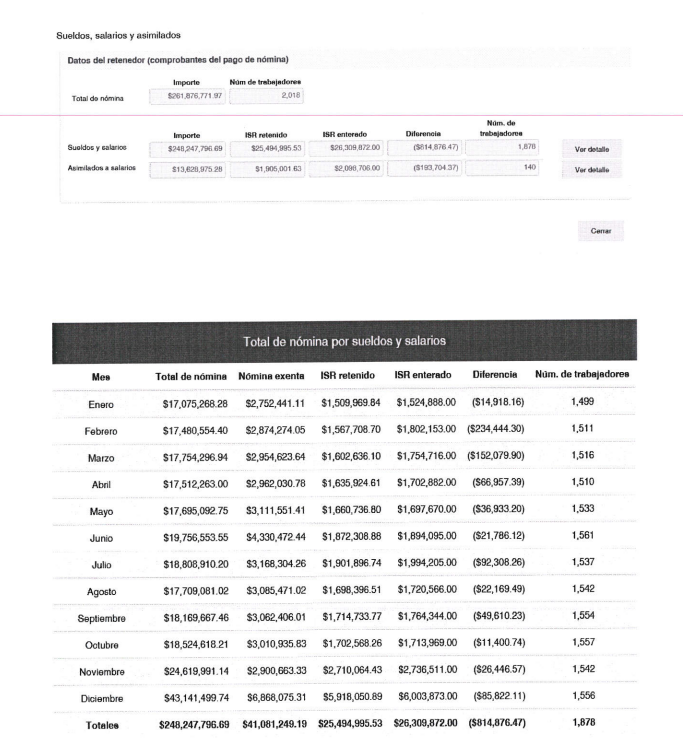 Sueldos, salarios y asimilados
Datos del retenedor (comprobantes del pago de nómina)
Importe Núm de trabajadores
Total de nómina $261,876,771.97 2,018
Importe ISR retenido ISR enterado Diferencia Núm. de trabajadores
Sueldos y salarios $248,247,796.69 $25,494,995.53 $26,309,872.00 ($814,876.47) 1,878 Ver detalle
Asimilados a salarios $13,628,975.28 $1,905,001.63 $2,098,706.00 ($193,704.37) 140 Ver detalle
Cerrar
Total de nómina por sueldos y salarios
Mes Total de nómina Nómina exenta ISR retenido ISR enterado Diferencia Núm. de trabajadores
Enero $17,075,268.28 $2,752,441.11 $1,509,969.84 $1,524,888.00 ($14,918.16) 1,499
Febrero $17,480,554.40 $2,874,274.05 $1,567,708.70 $1,802,153.00 ($234,444.30) 1,511
Marzo $17,754,296.94 $2,954,623.64 $1,602,636.10 $1,754,716.00 ($152,079.90) 1,516
Abril $17,512,263.00 $2,962,030.78 $1,635,924.61 $1,702,882.00 ($66,957.39) 1,510
Mayo $17,695,092.75 $3,111,551.41 $1,660,736.80 $1,697,670.00 ($36,933.20) 1,533
Junio $19,756,553.55 $4,330,472.44 $1,872,308.88 $1,894,095.00 ($21,786.12) 1,561
Julio $18,808,910.20 $3,168,304.26 $1,901,896.74 $1,994,205.00 ($92,308.26) 1,537
Agosto $17,709,081.02 $3,085,471.02 $1,698,396.51 $1,720,566.00 ($22,169.49) 1,542
Septiembre $18,169,667.46 $3,062,406.01 $1,714,733.77 $1,764,344.00 ($49,610.23) 1,554
Octubre $18,524,618.21 $3,010,935.83 $1,702,568.26 $1,713,969.00 ($11,400.74) 1,557
Noviembre $24,619,991.14 $2,900,663.33 $2,710,064.43 $2,736,511.00 ($26,446.57) 1,542
Diciembre $43,141,499.74 $6,868,075.31 $5,918,050.89 $6,003,873.00 ($85,822.11) 1,556
Totales $248,247,796.69 $41,081,249.19 $25,494,995.53 $26,309,872.00 ($814,876.47) 1,878